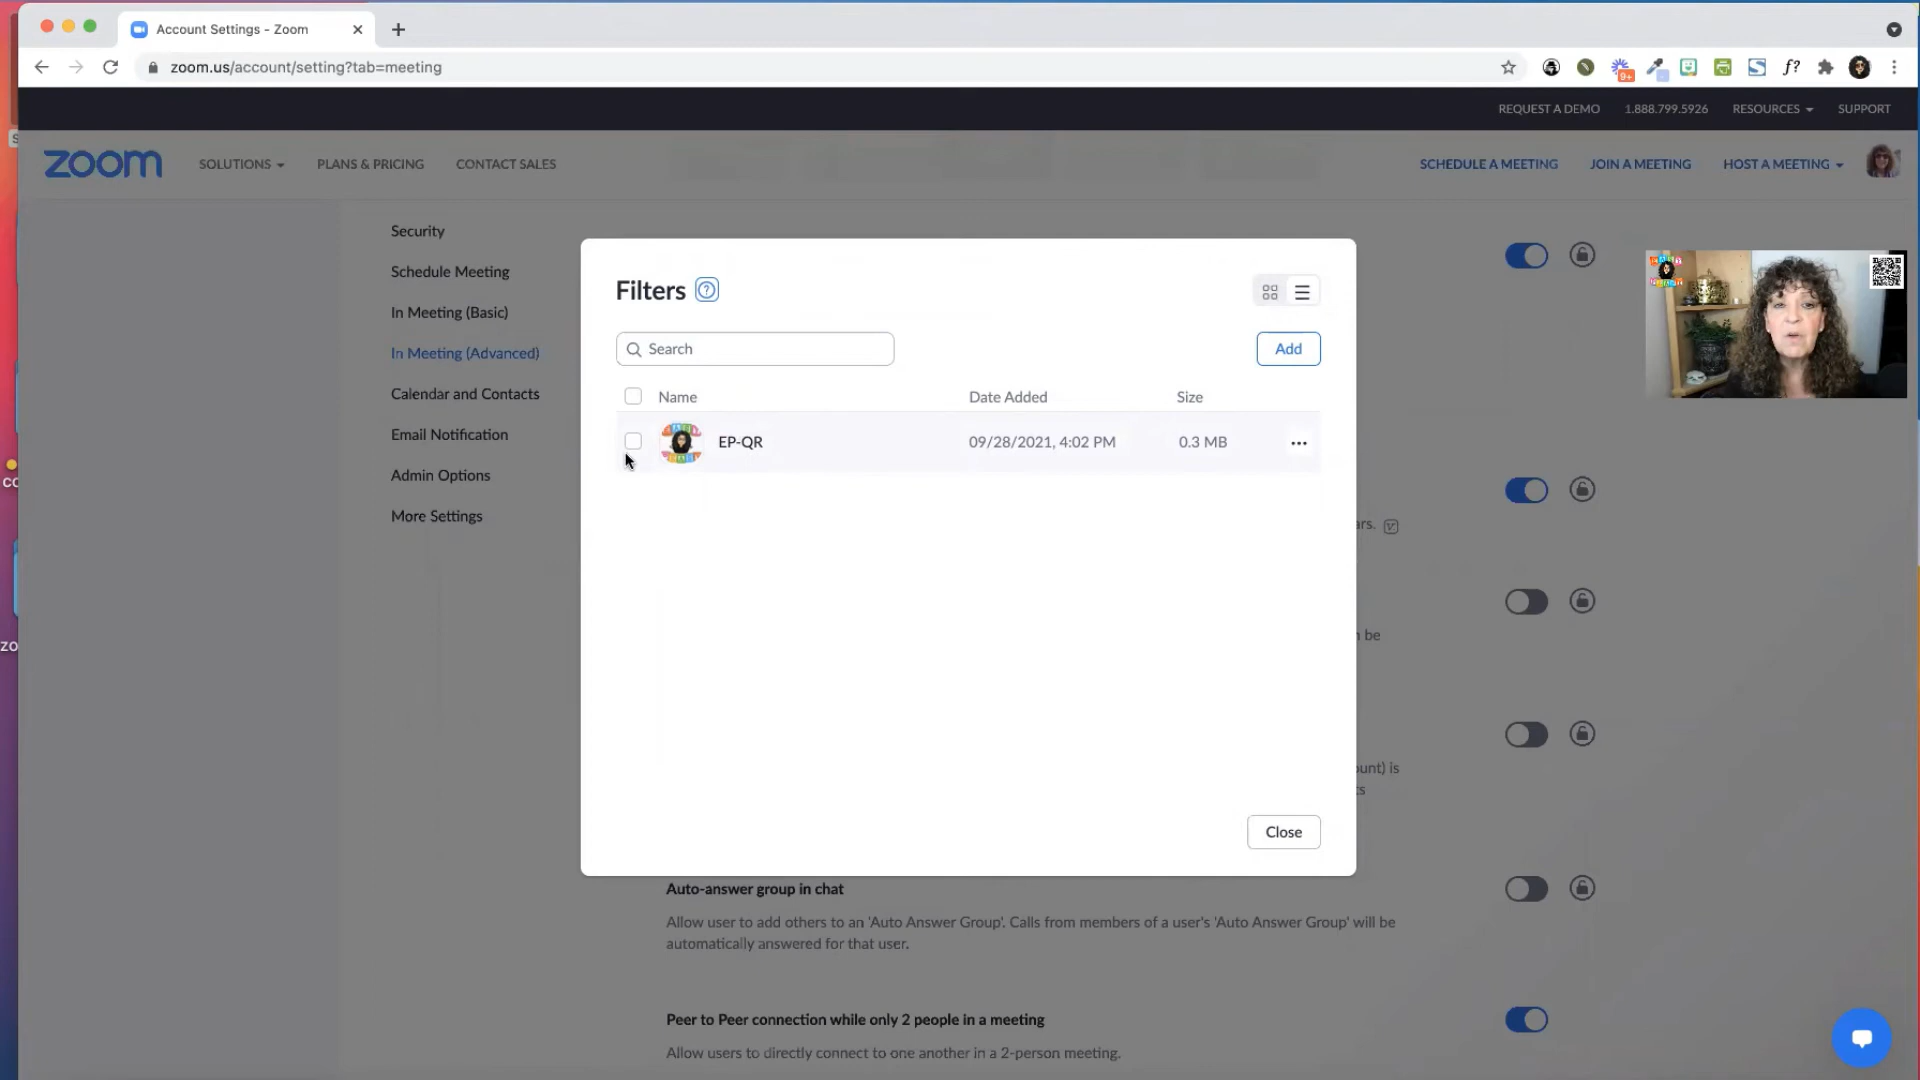 Account Settings - Zoom
zoom.us/account/setting?tab=meeting
9+
f?
REQUEST A DEMO
1.888.799.5926
RESOURCES
SUPPORT
zoom
SOLUTIONS
PLANS & PRICING
CONTACT SALES
SCHEDULE A MEETING
JOIN A MEETING
HOST A MEETING
Security
Schedule Meeting
In Meeting (Basic)
In Meeting (Advanced)
Calendar and Contacts
Email Notification
Admin Options
More Settings
Filters
Search
Add
Name
Date Added
Size
EP-QR
09/28/2021, 4:02 PM
0.3 MB
Close
ars.
be
ount) is
Auto-answer group in chat
Allow user to add others to an 'Auto Answer Group'. Calls from members of a user's 'Auto Answer Group' will be
automatically answered for that user.
Peer to Peer connection while only 2 people in a meeting
Allow users to directly connect to one another in a 2-person meeting.